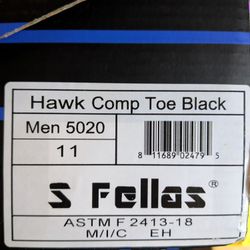 Hawk Comp Toe Black
Men 5020
11
8 11689 02479 5
S Fellas®
ASTM F 2413-18
M/I/C EH